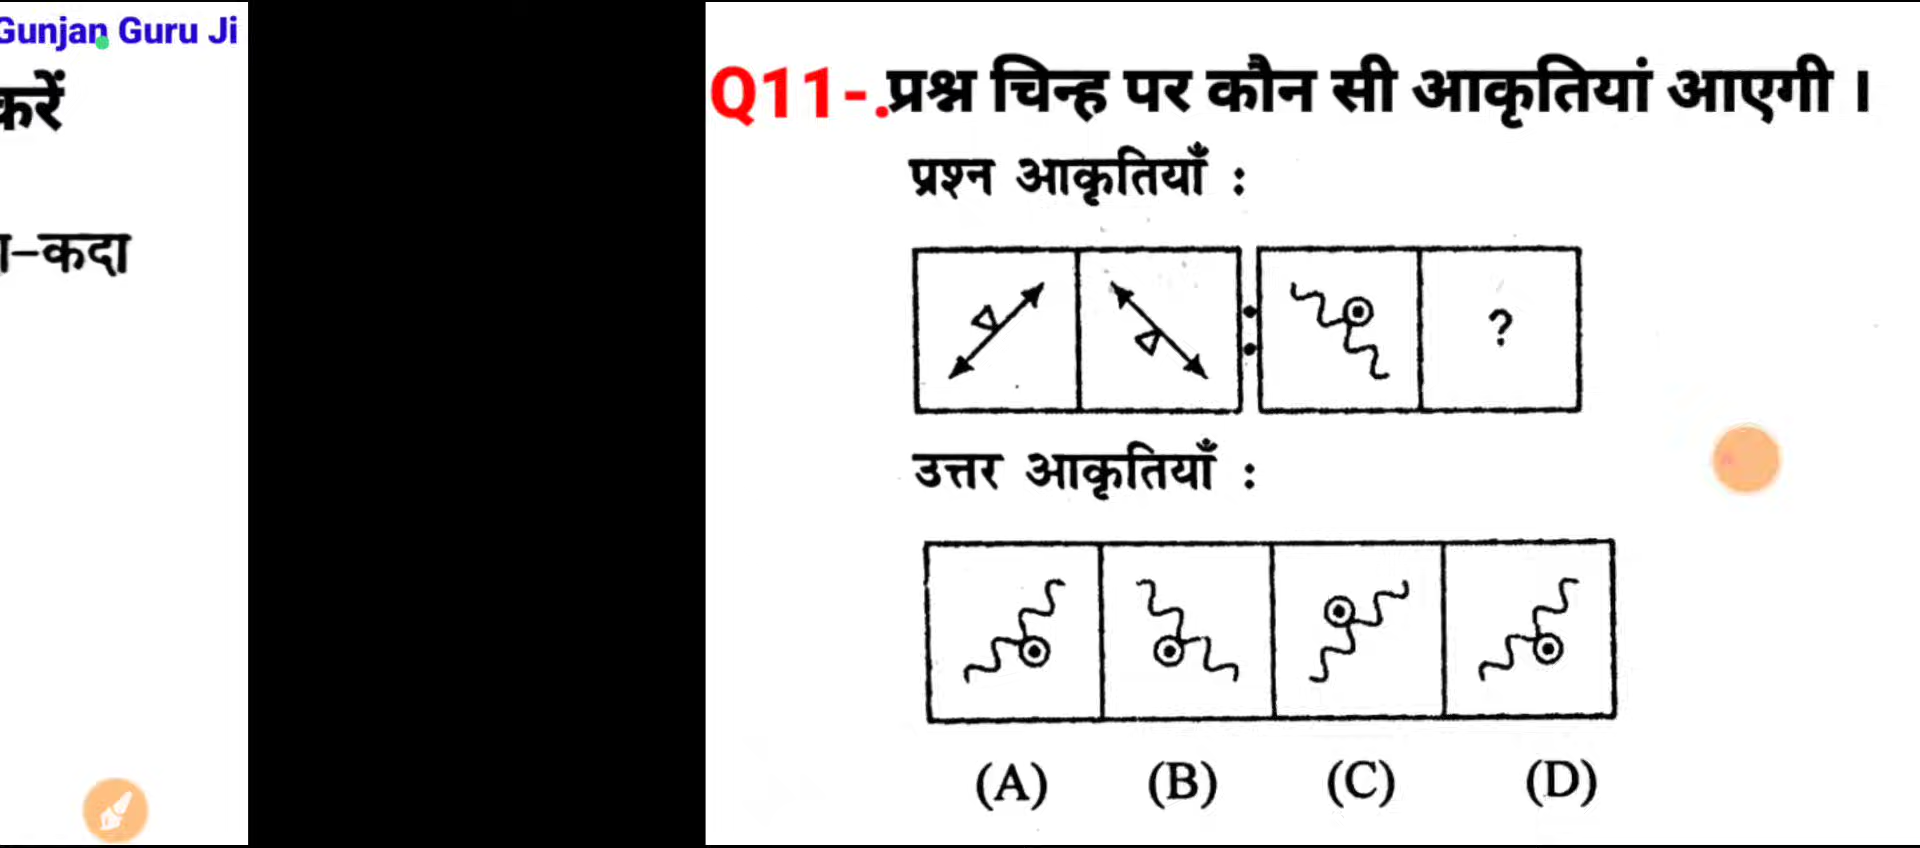 Gunjan Guru Ji
करें
-कदा
Q11-.प्रश्न चिन्ह पर कौन सी आकृतियां आएगी ।
प्रश्न आकृतियाँ :
?
उत्तर आकृतियाँ :
(A) (B) (C) (D)